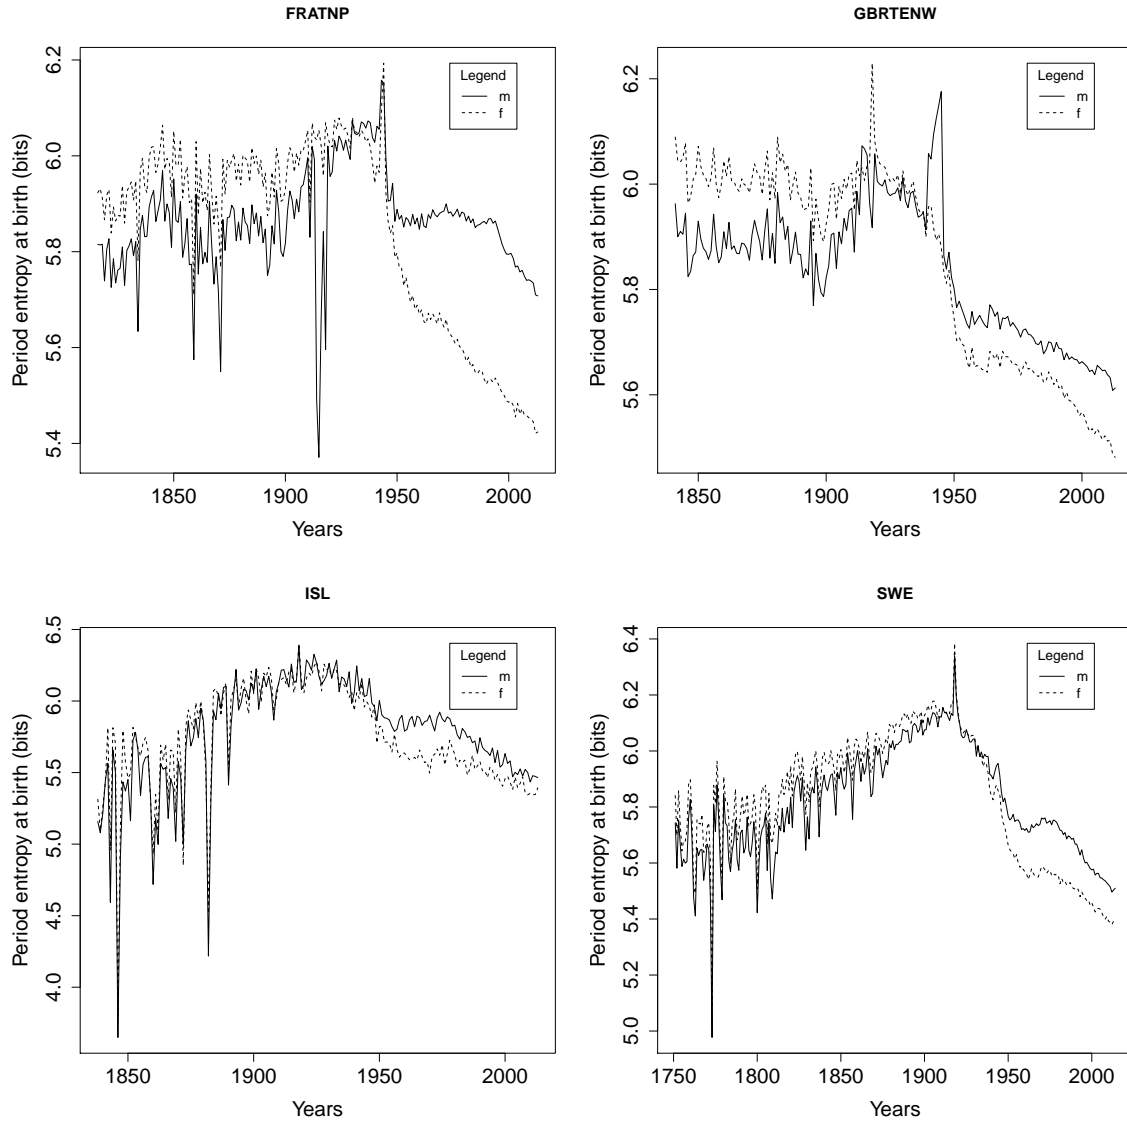 FRATNP
Period entropy at birth (bits)
6.2
6.0
5.8
5.6
5.4
Legend
m
f
1850 1900 1950 2000
Years
GBRTENW
Period entropy at birth (bits)
6.2
6.0
5.8
5.6
Legend
m
f
1850 1900 1950 2000
Years
ISL
Period entropy at birth (bits)
6.5
6.0
5.5
5.0
4.5
4.0
Legend
m
f
1850 1900 1950 2000
Years
SWE
Period entropy at birth (bits)
6.4
6.2
6.0
5.8
5.6
5.4
5.2
5.0
Legend
m
f
1750 1800 1850 1900 1950 2000
Years